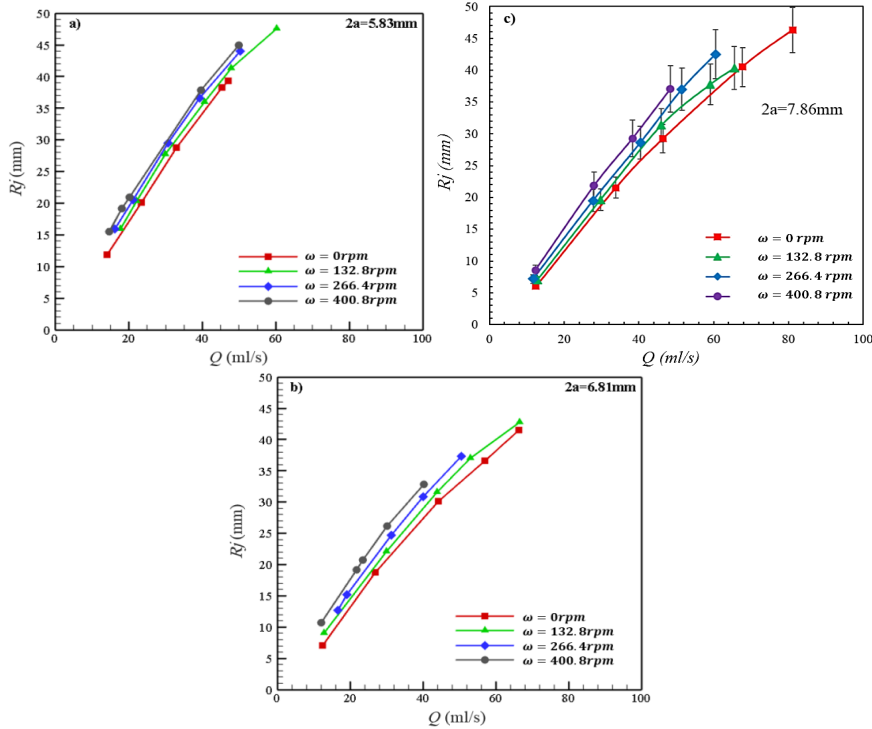 a)
2a=5.83mm
50
45
40
35
30
25
20
15
10
5
0
Rj (mm)
ω = 0rpm
ω = 132.8rpm
ω = 266.4rpm
ω = 400.8rpm
0 20 40 60 80 100
Q (ml/s)
c)
2a=7.86mm
50
45
40
35
30
25
20
15
10
5
0
Rj (mm)
ω = 0 rpm
ω = 132.8 rpm
ω = 266.4 rpm
ω = 400.8 rpm
0 20 40 60 80 100
Q (ml/s)
b)
2a=6.81mm
50
45
40
35
30
25
20
15
10
5
0
Rj (mm)
ω = 0rpm
ω = 132.8rpm
ω = 266.4rpm
ω = 400.8rpm
0 20 40 60 80 100
Q (ml/s)